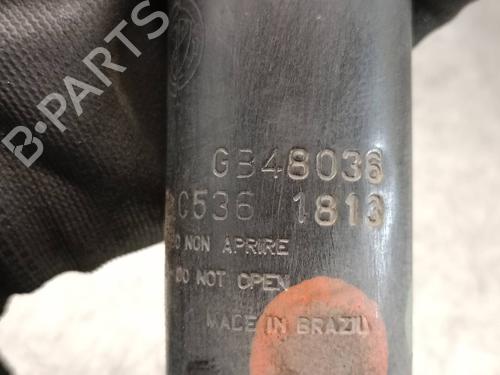 GB48036
C536 1813
NON APRIRE
DO NOT OPEN
MADE IN BRAZIL
B-PARTS